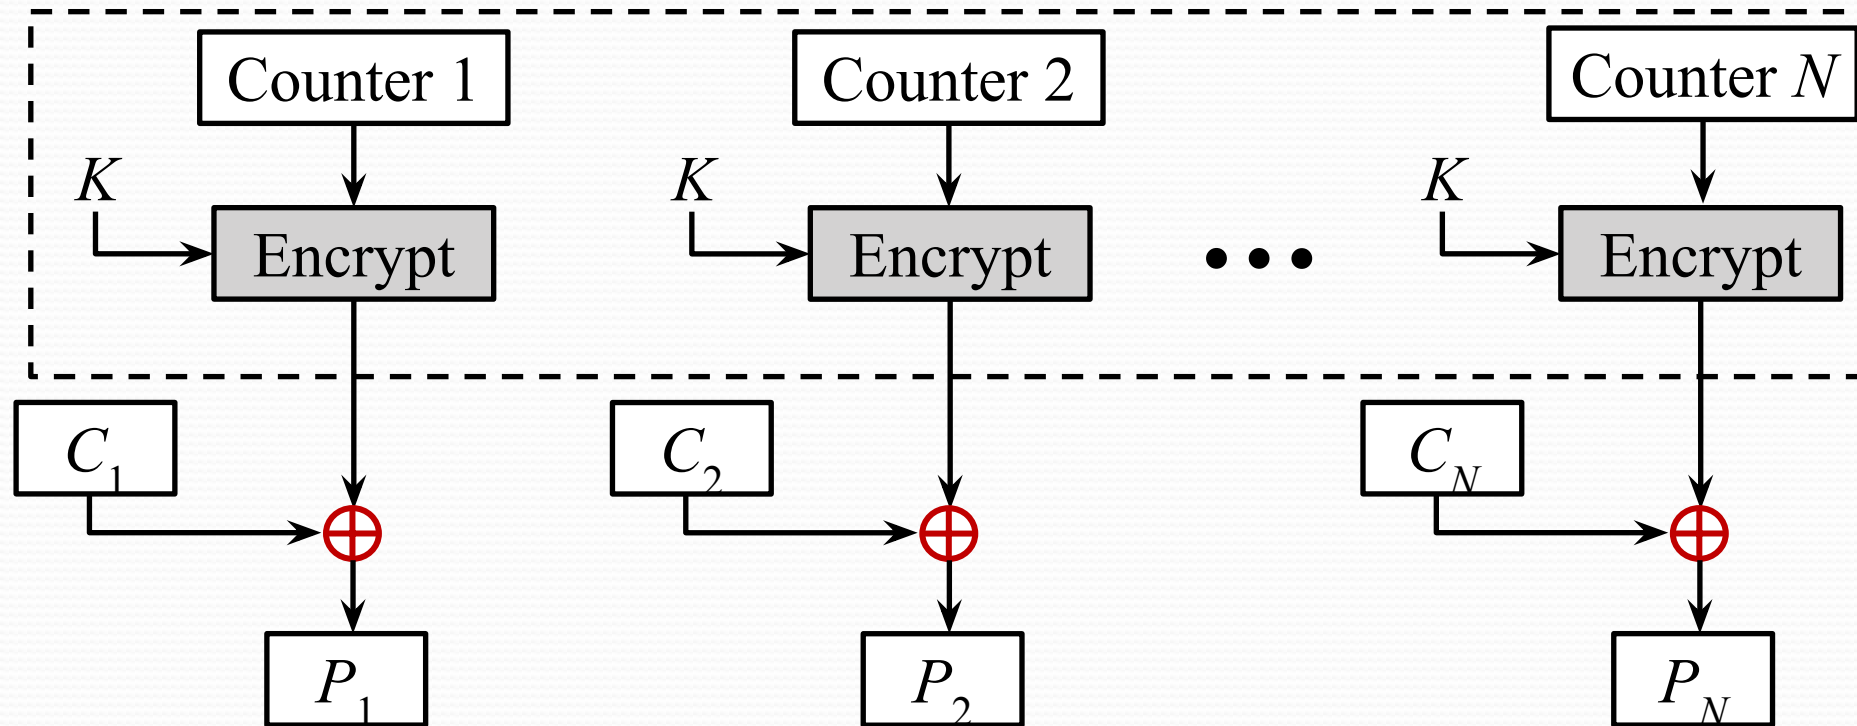 Counter 1 Counter 2 Counter N
K K K
Encrypt Encrypt Encrypt
C1 C2 CN
P1 P2 PN